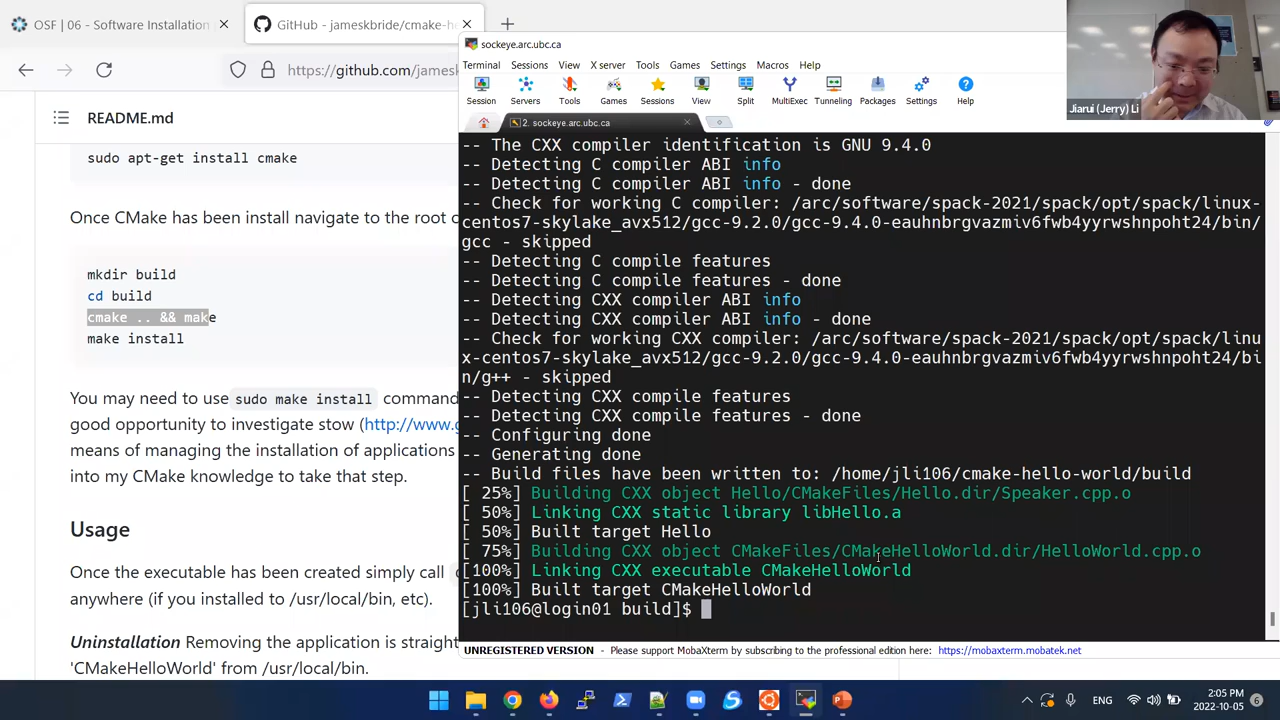 OSF | 06 - Software Installation
GitHub - jameskbride/cmake-he
https://github.com/jamesk
README.md
sudo apt-get install cmake
Once CMake has been install navigate to the root c
mkdir build
cd build
cmake .. && make
make install
You may need to use sudo make install command
good opportunity to investigate stow (http://www.g
means of managing the installation of applications
into my CMake knowledge to take that step.
Usage
Once the executable has been created simply call
anywhere (if you installed to /usr/local/bin, etc).
Uninstallation Removing the application is straight
'CMakeHelloWorld' from /usr/local/bin.
sockeye.arc.ubc.ca
Terminal Sessions View X server Tools Games Settings Macros Help
Session Servers Tools Games Sessions View Split MultiExec Tunneling Packages Settings Help
2. sockeye.arc.ubc.ca
Jiarui (Jerry) Li
-- The CXX compiler identification is GNU 9.4.0
-- Detecting C compiler ABI info
-- Detecting C compiler ABI info - done
-- Check for working C compiler: /arc/software/spack-2021/spack/opt/spack/linux-
centos7-skylake_avx512/gcc-9.2.0/gcc-9.4.0-eauhnbrgvazmiv6fwb4yyrwshnpoht24/bin/
gcc - skipped
-- Detecting C compile features
-- Detecting C compile features - done
-- Detecting CXX compiler ABI info
-- Detecting CXX compiler ABI info - done
-- Check for working CXX compiler: /arc/software/spack-2021/spack/opt/spack/linu
x-centos7-skylake_avx512/gcc-9.2.0/gcc-9.4.0-eauhnbrgvazmiv6fwb4yyrwshnpoht24/bi
n/g++ - skipped
-- Detecting CXX compile features
-- Detecting CXX compile features - done
-- Configuring done
-- Generating done
-- Build files have been written to: /home/jli106/cmake-hello-world/build
[ 25%] Building CXX object Hello/CMakeFiles/Hello.dir/Speaker.cpp.o
[ 50%] Linking CXX static library libHello.a
[ 50%] Built target Hello
[ 75%] Building CXX object CMakeFiles/CMakeHelloWorld.dir/HelloWorld.cpp.o
[100%] Linking CXX executable CMakeHelloWorld
[100%] Built target CMakeHelloWorld
[jli106@login01 build]$
UNREGISTERED VERSION - Please support MobaXterm by subscribing to the professional edition here: https://mobaxterm.mobatek.net
ENG
2:05 PM
2022-10-05
6